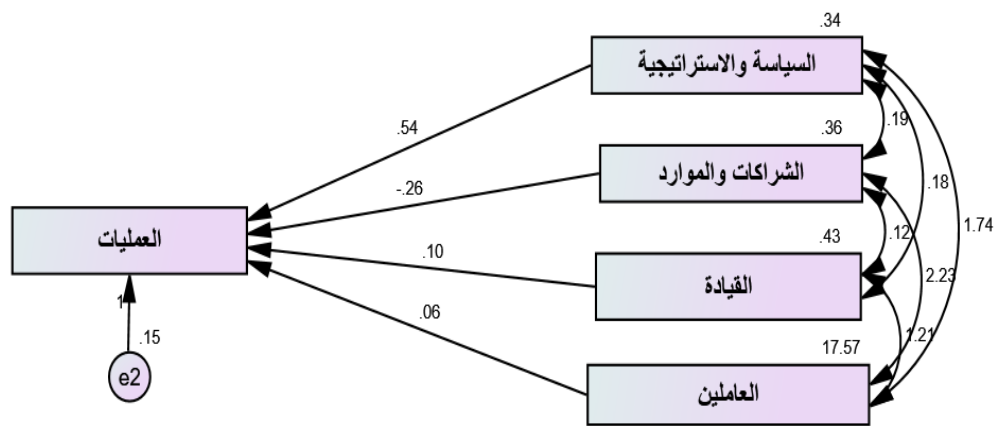 .34
السياسة والاستراتيجية
.54
.19
.36
الشراكات والموارد
-.26
.18
العمليات
.43
.12
1.74
القيادة
.10
2.23
1
.15
.06
1.21
17.57
e2
العاملين